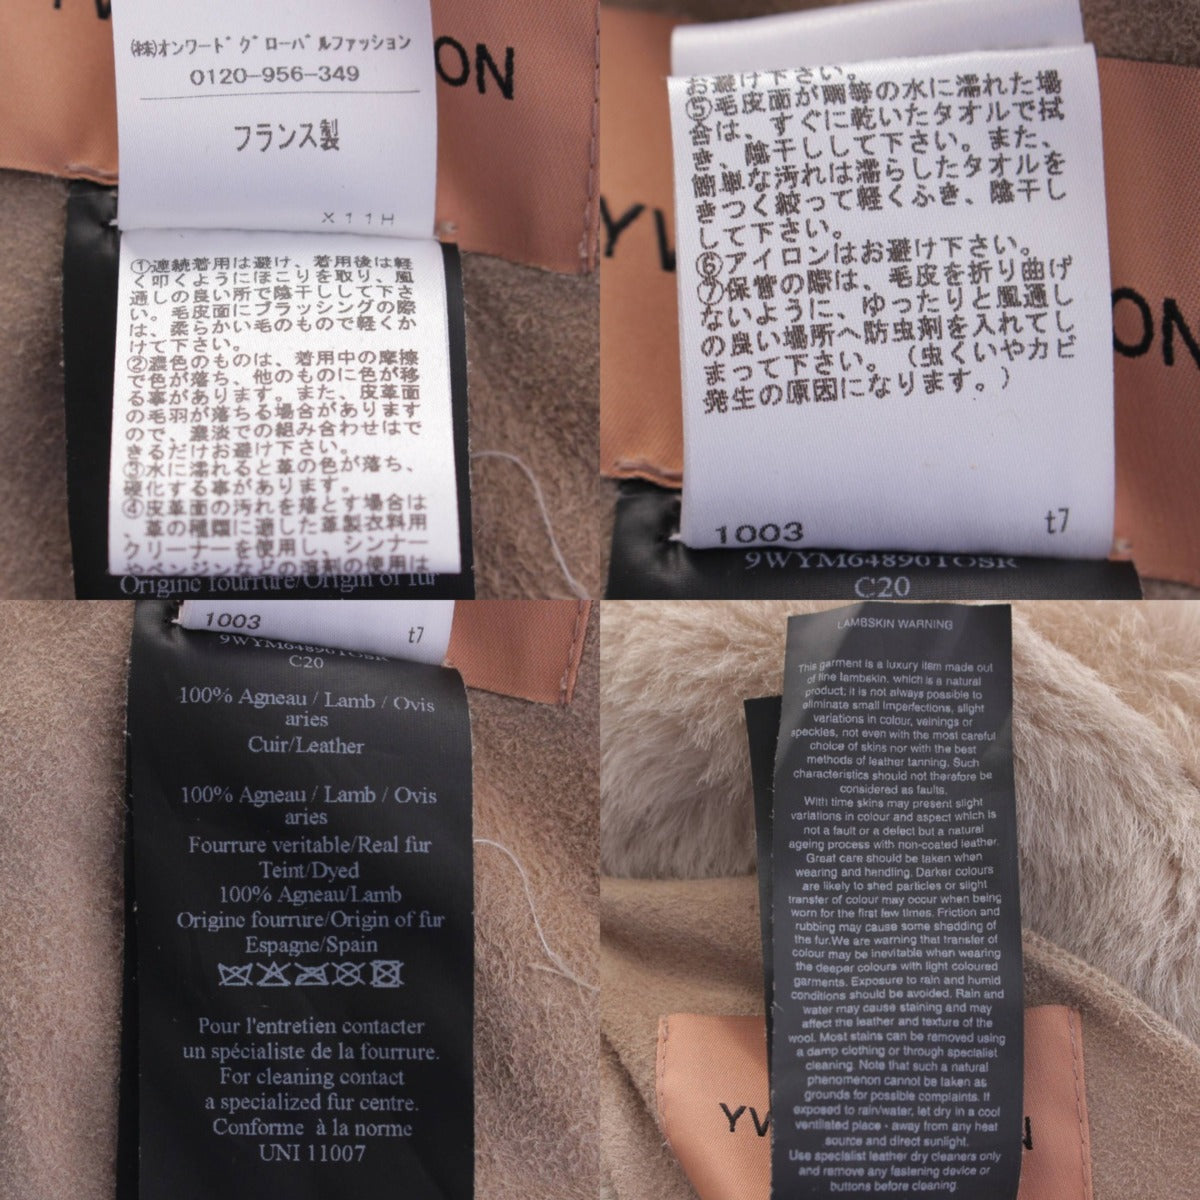 ㈱オンワードグローバルファッション
0120-956-349
フランス製
X11H
ON
①連続着用は避け、着用後は軽
く叩くようにほこりを取り、風
通しの良い所で陰干しして下さ
い。毛皮面にブラッシングの際
は、柔らかい毛のもので軽くか
けて下さい。
②濃色のものは、着用中の摩擦
で色が落ち、他のものに色が移
る事があります。また、皮革面
の毛羽が落ちる場合があります
ので、濃淡での組み合わせはで
きるだけお避け下さい。
③水に濡れると革の色が落ち、
硬化する事があります。
④皮革面の汚れを落とす場合は
、革の種類に適した革製衣料用
クリーナーを使用し、シンナー
やベンジンなどの溶剤の使用は
Origine fourrure/Origin of fur
お避け下さい。
⑤毛皮面が雨等の水に濡れた場
合は、すぐに乾いたタオルで拭
き、陰干しして下さい。また、
簡単な汚れは濡らしたタオルを
きつく絞って軽くふき、陰干し
して下さい。
⑥アイロンはお避け下さい。
⑦保管の際は、毛皮を折り曲げ
ないように、ゆったりと風通し
の良い場所へ防虫剤を入れてし
まって下さい。（虫くいやカビ
発生の原因になります。）
1003 t7
YV ON
9WYM64890TOSR
C20
1003 t7
9WYM64890TOSR
C20
100% Agneau / Lamb / Ovis
aries
Cuir/Leather
100% Agneau / Lamb / Ovis
aries
Fourrure veritable/Real fur
Teint/Dyed
100% Agneau/Lamb
Origine fourrure/Origin of fur
Espagne/Spain
Pour l'entretien contacter
un spécialiste de la fourrure.
For cleaning contact
a specialized fur centre.
Conforme à la norme
UNI 11007
LAMBSKIN WARNING
This garment is a luxury item made out
of fine lambskin, which is a natural
product; it is not always possible to
eliminate small imperfections, slight
variations in colour, veinings or
speckles, not even with the most careful
choice of skins nor with the best
methods of leather tanning. Such
characteristics should not therefore be
considered as faults.
With time skins may present slight
variations in colour and aspect which is
not a fault or a defect but a natural
ageing process with non-coated leather.
Great care should be taken when
wearing and handling. Darker colours
are likely to shed particles or slight
transfer of colour may occur when being
worn for the first few times. Friction and
rubbing may cause some shedding of
the fur.We are warning that transfer of
colour may be inevitable when wearing
the deeper colours with light coloured
garments. Exposure to rain and humid
conditions should be avoided. Rain and
water may cause staining and may
affect the leather and texture of the
wool. Most stains can be removed using
a damp clothing or through specialist
cleaning. Note that such a natural
phenomenon cannot be taken as
grounds for possible complaints. If
exposed to rain/water, let dry in a cool
ventilated place - away from any heat
source and direct sunlight.
Use specialist leather dry cleaners only
and remove any fastening device or
buttons before cleaning.
YV N